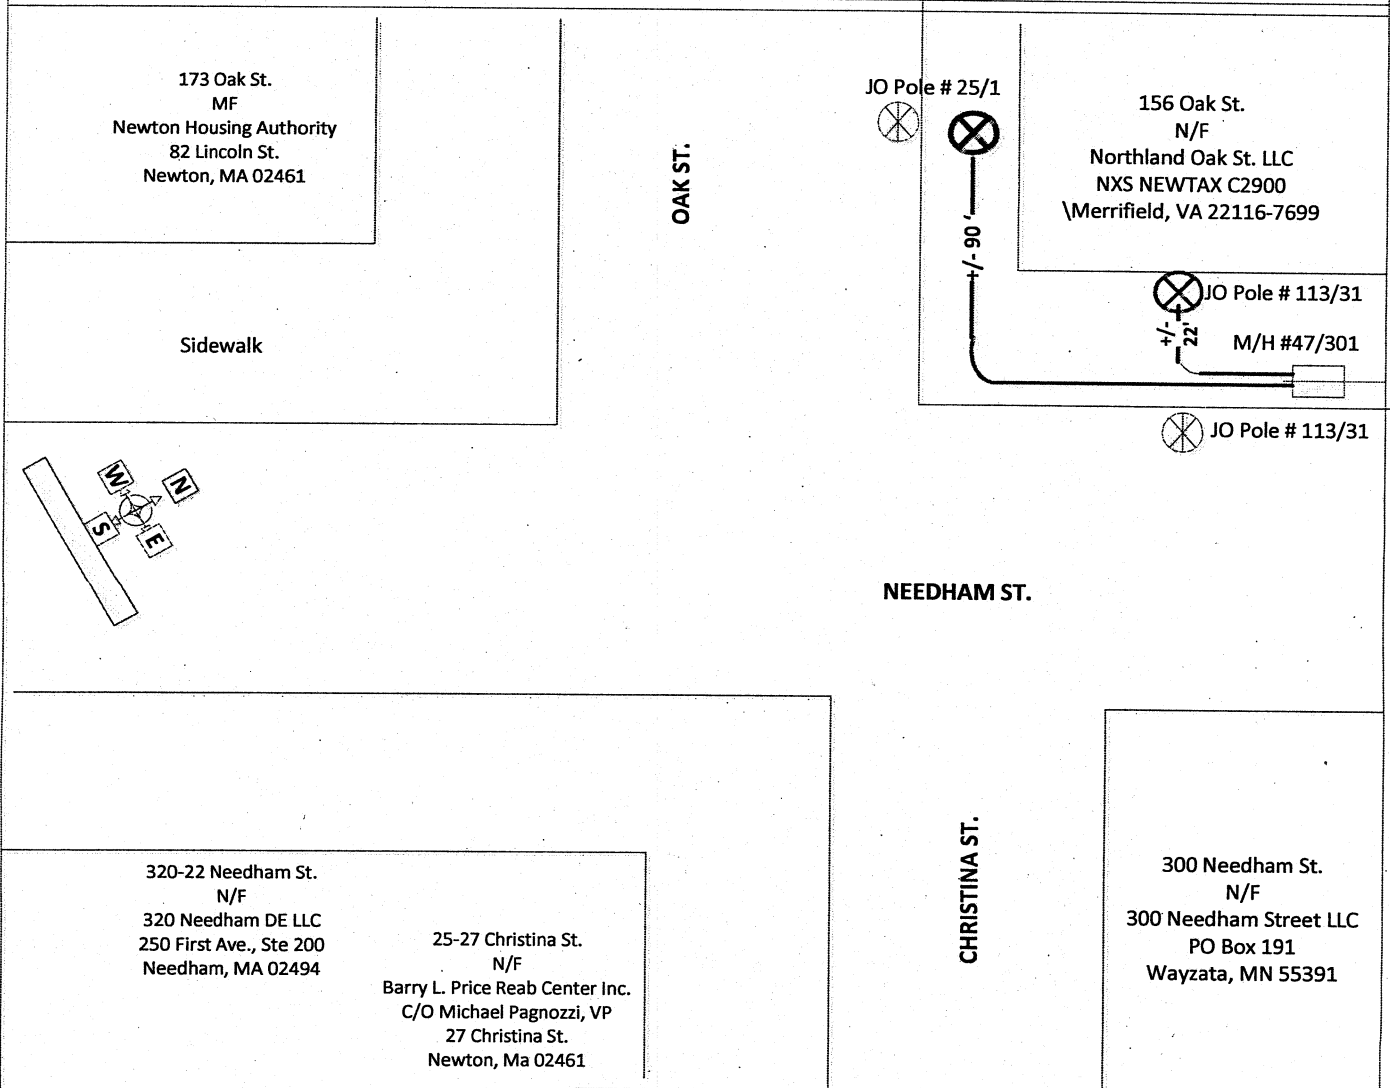 173 Oak St.
MF
Newton Housing Authority
82 Lincoln St.
Newton, MA 02461
OAK ST.
JO Pole # 25/1
156 Oak St.
N/F
Northland Oak St. LLC
NXS NEWTAX C2900
\Merrifield, VA 22116-7699
+/- 90 '
JO Pole # 113/31
+/-
22'
M/H #47/301
JO Pole # 113/31
Sidewalk
W
N
S
E
NEEDHAM ST.
320-22 Needham St.
N/F
320 Needham DE LLC
250 First Ave., Ste 200
Needham, MA 02494
25-27 Christina St.
N/F
Barry L. Price Reab Center Inc.
C/O Michael Pagnozzi, VP
27 Christina St.
Newton, Ma 02461
CHRISTINA ST.
300 Needham St.
N/F
300 Needham Street LLC
PO Box 191
Wayzata, MN 55391